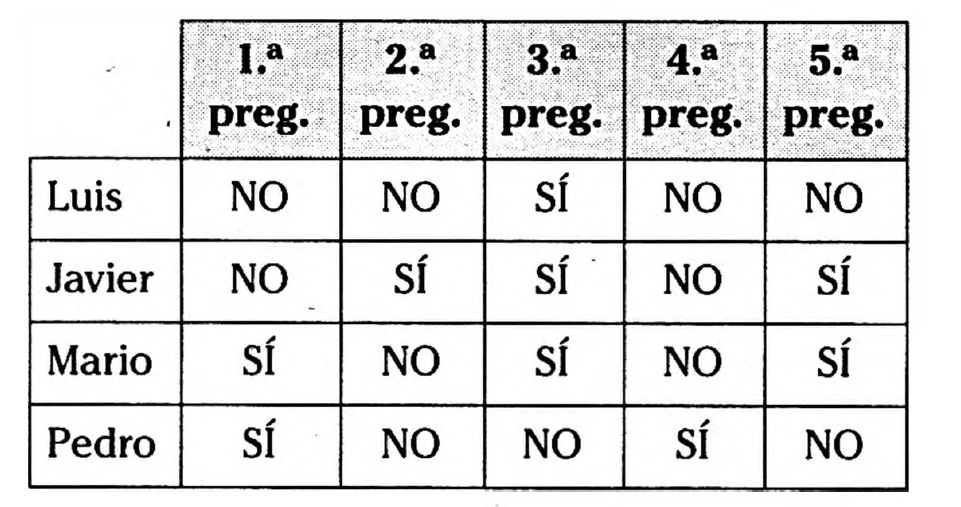 1.ª preg. 2.ª preg. 3.ª preg. 4.ª preg. 5.ª preg.
Luis NO NO SÍ NO NO
Javier NO SÍ SÍ NO SÍ
Mario SÍ NO SÍ NO SÍ
Pedro SÍ NO NO SÍ NO